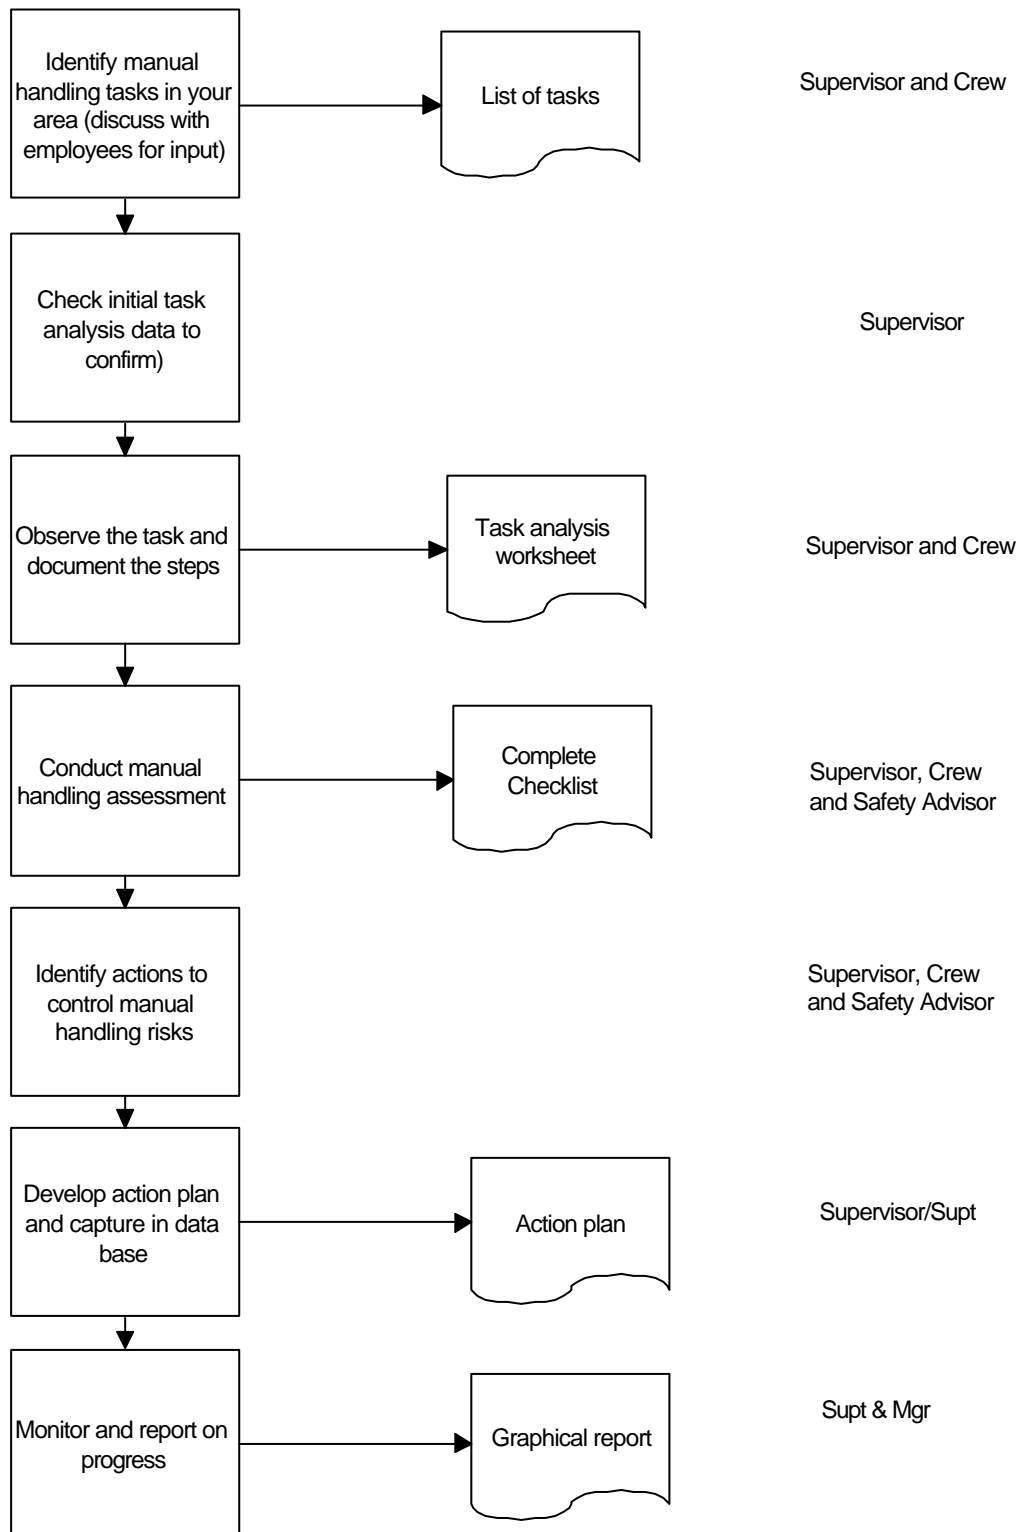 Identify manual
handling tasks in your
area (discuss with
employees for input)
List of tasks
Supervisor and Crew
Check initial task
analysis data to
confirm)
Supervisor
Observe the task and
document the steps
Task analysis
worksheet
Supervisor and Crew
Conduct manual
handling assessment
Complete
Checklist
Supervisor, Crew
and Safety Advisor
Identify actions to
control manual
handling risks
Supervisor, Crew
and Safety Advisor
Develop action plan
and capture in data
base
Action plan
Supervisor/Supt
Monitor and report on
progress
Graphical report
Supt & Mgr